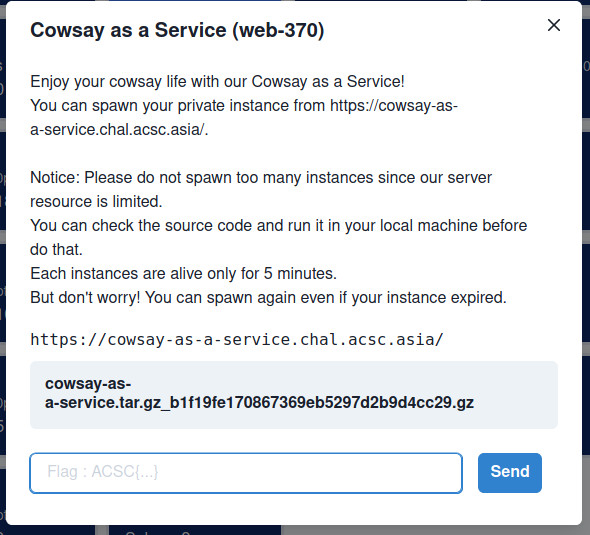 Cowsay as a Service (web-370)
Enjoy your cowsay life with our Cowsay as a Service!
You can spawn your private instance from https://cowsay-as-
a-service.chal.acsc.asia/.
Notice: Please do not spawn too many instances since our server
resource is limited.
You can check the source code and run it in your local machine before
do that.
Each instances are alive only for 5 minutes.
But don't worry! You can spawn again even if your instance expired.
https://cowsay-as-a-service.chal.acsc.asia/
cowsay-as-
a-service.tar.gz_b1f19fe170867369eb5297d2b9d4cc29.gz
Flag : ACSC{...}
Send